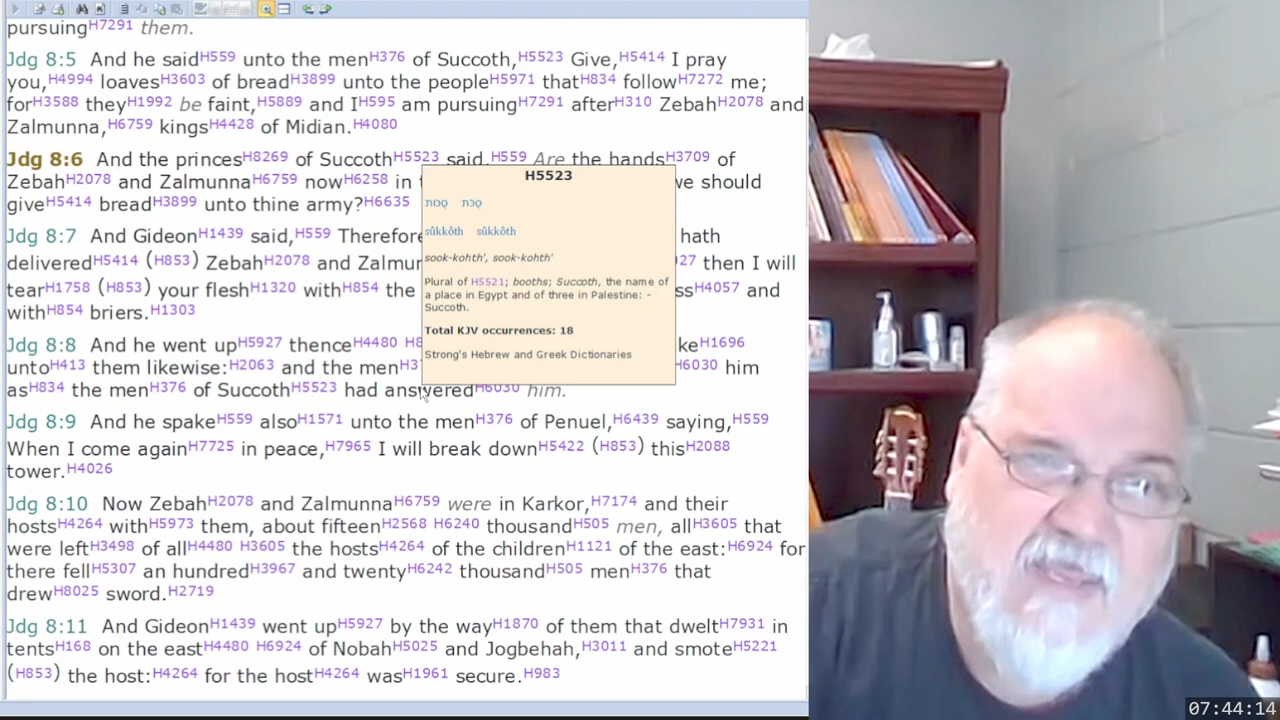 pursuingH7291 them.
Jdg 8:5 And he saidH559 unto the menH376 of Succoth,H5523 Give,H5414 I pray
you,H4994 loavesH3603 of breadH3899 unto the peopleH5971 thatH834 followH7272 me;
forH3588 theyH1992 be faint,H5889 and IH595 am pursuingH7291 afterH310 ZebahH2078 and
Zalmunna,H6759 kingsH4428 of Midian.H4080
Jdg 8:6 And the princesH8269 of SuccothH5523 said,H559 Are the handsH3709 of
ZebahH2078 and ZalmunnaH6759 nowH6258 in we should
giveH5414 breadH3899 unto thine army?H6635
Jdg 8:7 And GideonH1439 said,H559 Therefore hath
deliveredH5414 (H853) ZebahH2078 and Zalmu 27 then I will
tearH1758 (H853) your fleshH1320 withH854 the ssH4057 and
withH854 briers.H1303
Jdg 8:8 And he went upH5927 thenceH4480 H8 keH1696
untoH413 them likewise:H2063 and the menH37 H6030 him
asH834 the menH376 of SuccothH5523 had answeredH6030 him.
Jdg 8:9 And he spakeH559 alsoH1571 unto the menH376 of Penuel,H6439 saying,H559
When I come againH7725 in peace,H7965 I will break downH5422 (H853) thisH2088
tower.H4026
Jdg 8:10 Now ZebahH2078 and ZalmunnaH6759 were in Karkor,H7174 and their
hostsH4264 withH5973 them, about fifteenH2568 H6240 thousandH505 men, allH3605 that
were leftH3498 of allH4480 H3605 the hostsH4264 of the childrenH1121 of the east:H6924 for
there fellH5307 an hundredH3967 and twentyH6242 thousandH505 menH376 that
drewH8025 sword.H2719
Jdg 8:11 And GideonH1439 went upH5927 by the wayH1870 of them that dweltH7931 in
tentsH168 on the eastH4480 H6924 of NobahH5025 and Jogbehah,H3011 and smoteH5221
(H853) the host:H4264 for the hostH4264 wasH1961 secure.H983
H5523
סֻכּוֹת סֻכֹּת
sûkkôth sûkkôth
sook-kohth', sook-kohth'
Plural of H5521; booths; Succoth, the name of
a place in Egypt and of three in Palestine: -
Succoth.
Total KJV occurrences: 18
Strong's Hebrew and Greek Dictionaries
07:44:14